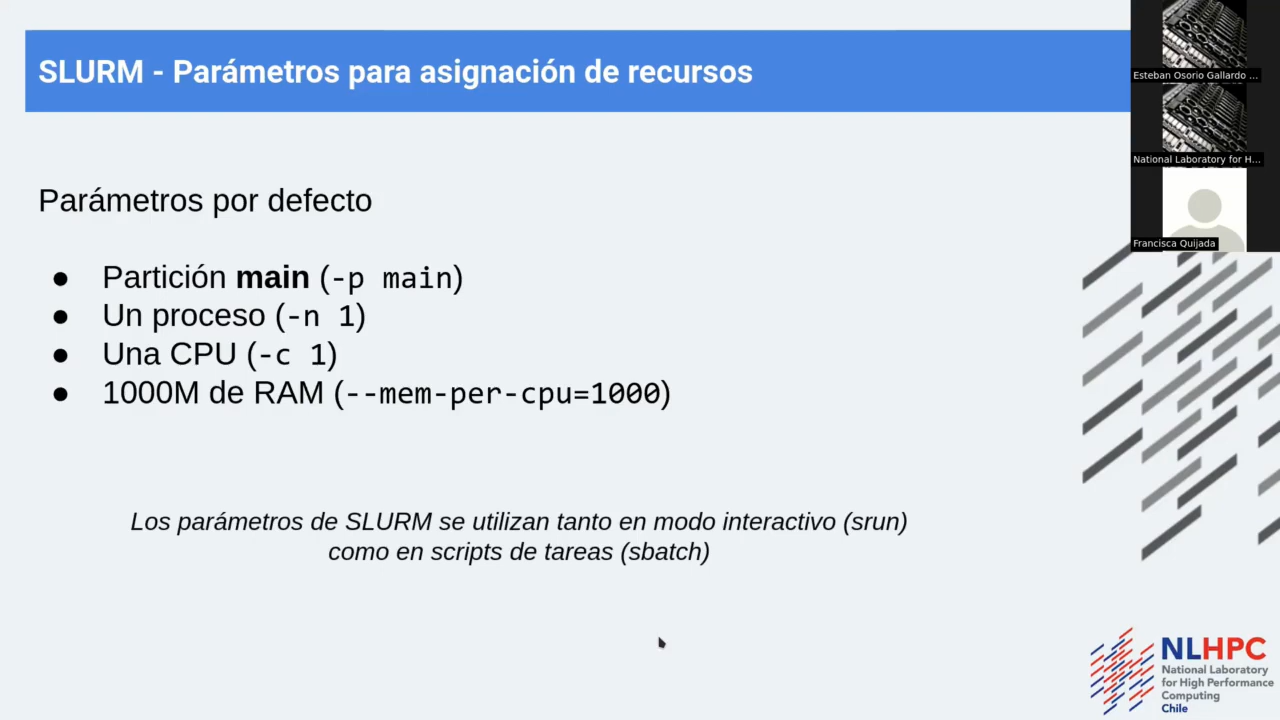 SLURM - Parámetros para asignación de recursos
Parámetros por defecto
● Partición main (-p main)
● Un proceso (-n 1)
● Una CPU (-c 1)
● 1000M de RAM (--mem-per-cpu=1000)
Los parámetros de SLURM se utilizan tanto en modo interactivo (srun)
como en scripts de tareas (sbatch)
Esteban Osorio Gallardo ...
National Laboratory for H...
Francisca Quijada
NLHPC
National Laboratory
for High Performance
Computing
Chile